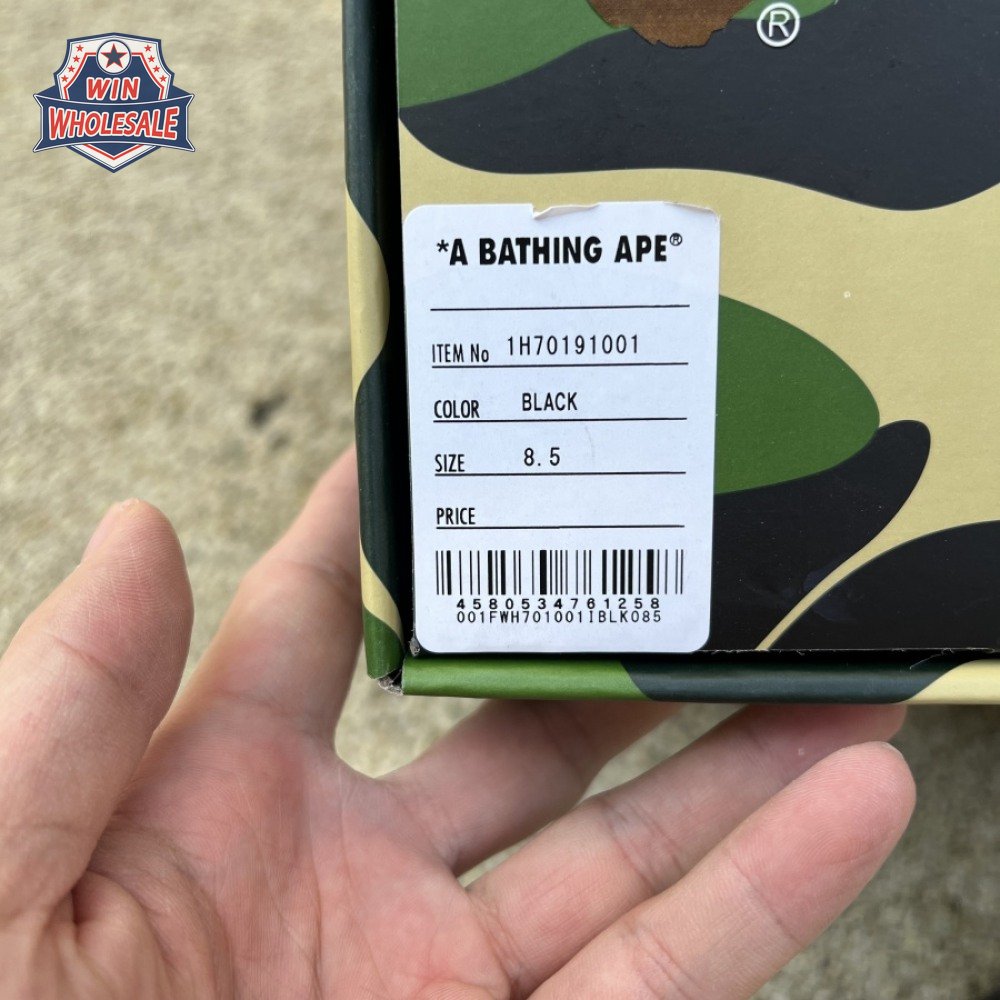 WIN
WHOLESALE
®
*A BATHING APE®
ITEM No 1H70191001
COLOR BLACK
SIZE 8.5
PRICE
4580534761258
001FWH701001IBLK085